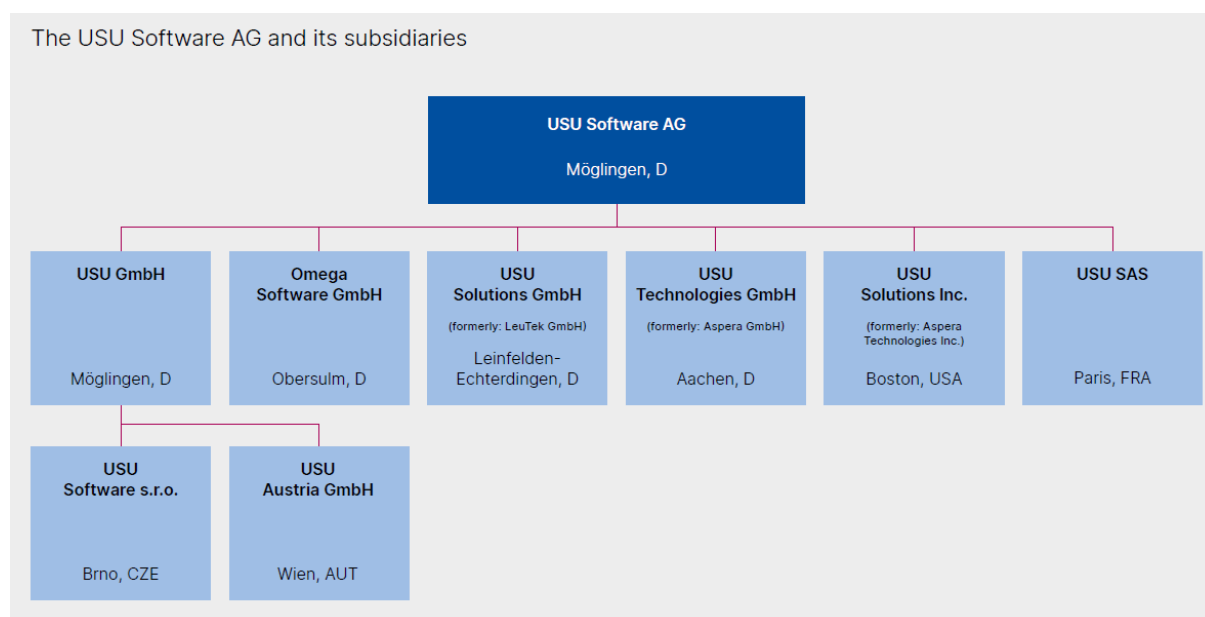 The USU Software AG and its subsidiaries
USU Software AG
Möglingen, D
USU GmbH
Möglingen, D
Omega
Software GmbH
Obersulm, D
USU
Solutions GmbH
(formerly: LeuTek GmbH)
Leinfelden-
Echterdingen, D
USU
Technologies GmbH
(formerly: Aspera GmbH)
Aachen, D
USU
Solutions Inc.
(formerly: Aspera
Technologies Inc.)
Boston, USA
USU SAS
Paris, FRA
USU
Software s.r.o.
Brno, CZE
USU
Austria GmbH
Wien, AUT